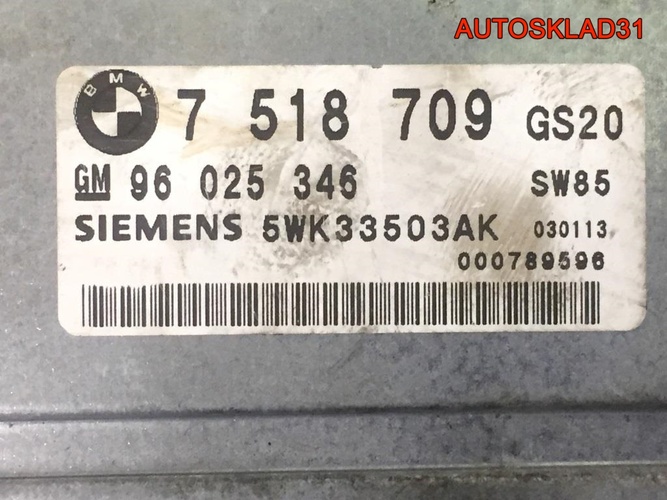 AUTOSKLAD31
BMW 7 518 709 GS20
GM 96 025 346 SW85
SIEMENS 5WK33503AK 030113
000789596